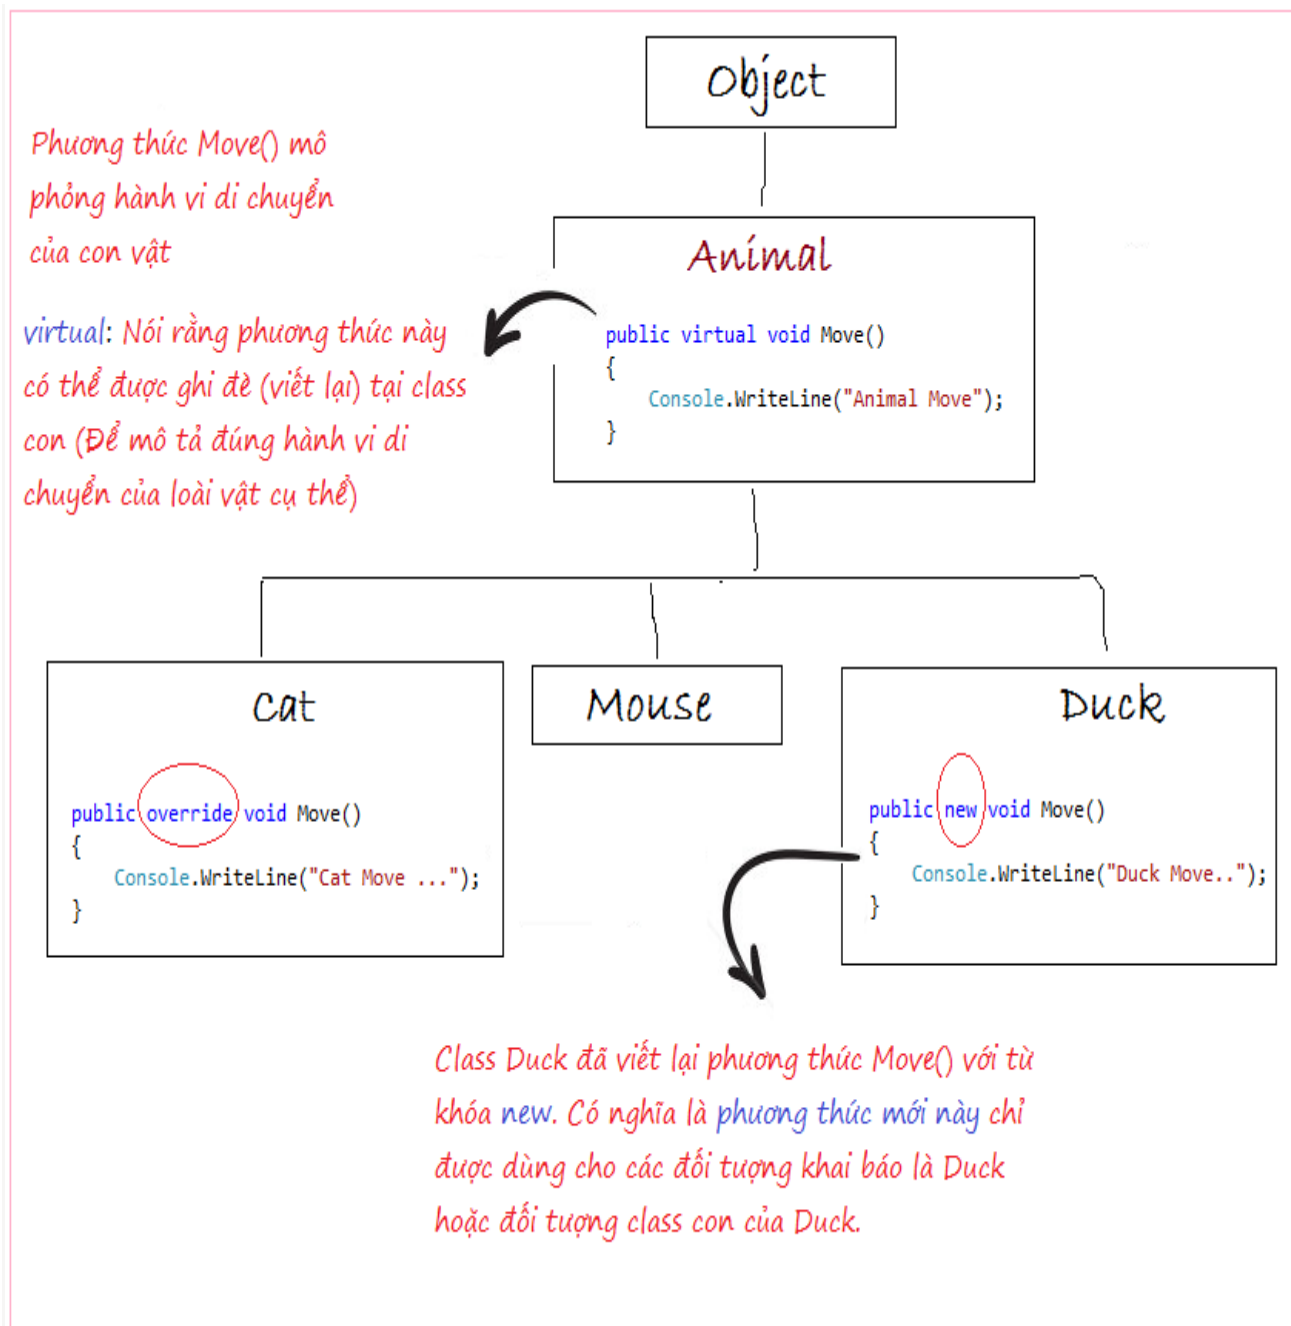 Object
Phương thức Move() mô
phỏng hành vi di chuyển
của con vật
virtual: Nói rằng phương thức này
có thể được ghi đè (viết lại) tại class
con (Để mô tả đúng hành vi di
chuyển của loài vật cụ thể)
Animal
public virtual void Move()
{
Console.WriteLine("Animal Move");
}
Cat
public override void Move()
{
Console.WriteLine("Cat Move ...");
}
Mouse
Duck
public new void Move()
{
Console.WriteLine("Duck Move..");
}
Class Duck đã viết lại phương thức Move() với từ
khóa new. Có nghĩa là phương thức mới này chỉ
được dùng cho các đối tượng khai báo là Duck
hoặc đối tượng class con của Duck.